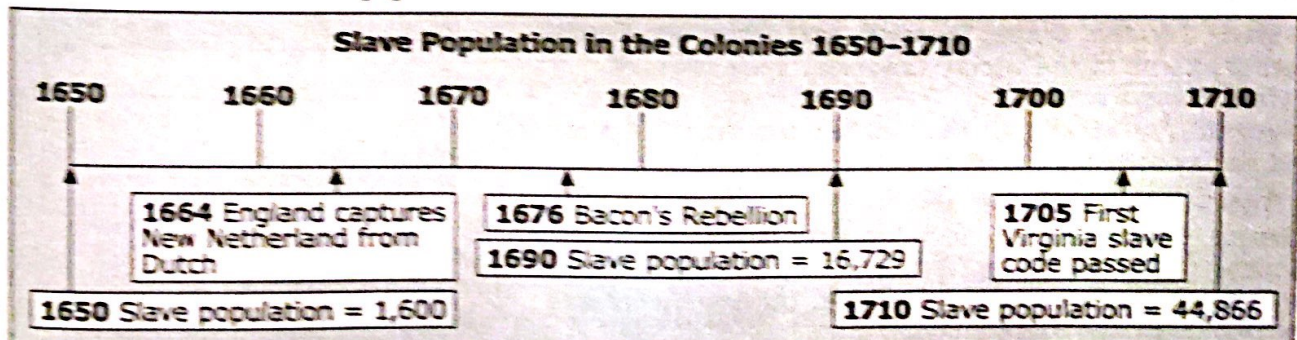 Slave Population in the Colonies 1650–1710
1650 1660 1670 1680 1690 1700 1710
1664 England captures
New Netherland from
Dutch
1676 Bacon's Rebellion
1690 Slave population = 16,729
1705 First
Virginia slave
code passed
1650 Slave population = 1,600
1710 Slave population = 44,866